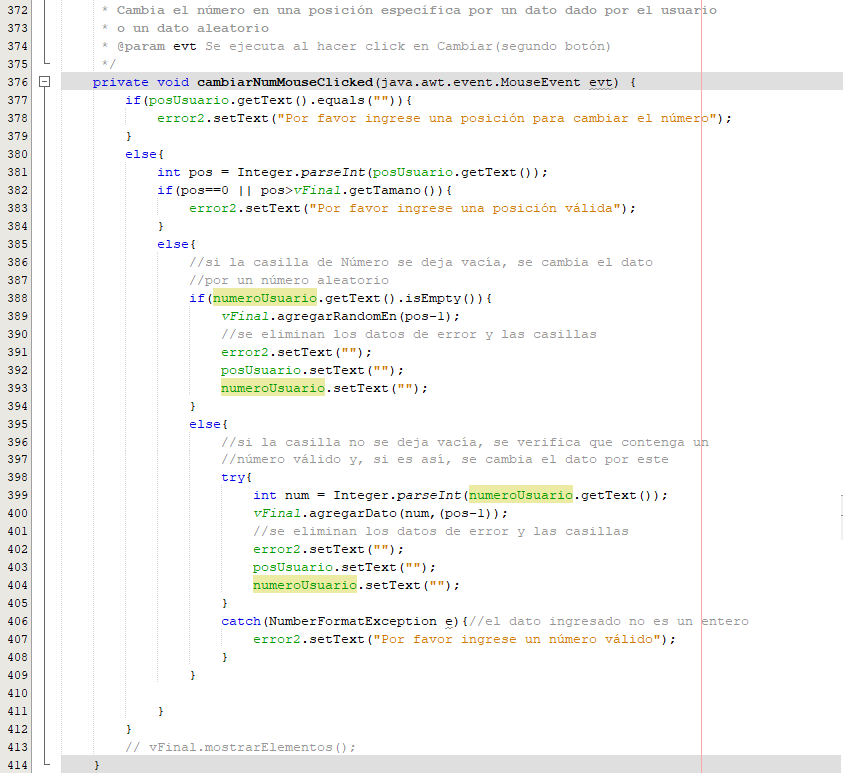 372 * Cambia el número en una posición específica por un dato dado por el usuario
373 * o un dato aleatorio
374 * @param evt Se ejecuta al hacer click en Cambiar(segundo botón)
375 */
376 private void cambiarNumMouseClicked(java.awt.event.MouseEvent evt) {
377 if(posUsuario.getText().equals("")){
378 error2.setText("Por favor ingrese una posición para cambiar el número");
379 }
380 else{
381 int pos = Integer.parseInt(posUsuario.getText());
382 if(pos==0 || pos>vFinal.getTamano()){
383 error2.setText("Por favor ingrese una posición válida");
384 }
385 else{
386 //si la casilla de Número se deja vacía, se cambia el dato
387 //por un número aleatorio
388 if(numeroUsuario.getText().isEmpty()){
389 vFinal.agregarRandomEn(pos-1);
390 //se eliminan los datos de error y las casillas
391 error2.setText("");
392 posUsuario.setText("");
393 numeroUsuario.setText("");
394 }
395 else{
396 //si la casilla no se deja vacía, se verifica que contenga un
397 //número válido y, si es así, se cambia el dato por este
398 try{
399 int num = Integer.parseInt(numeroUsuario.getText());
400 vFinal.agregarDato(num,(pos-1));
401 //se eliminan los datos de error y las casillas
402 error2.setText("");
403 posUsuario.setText("");
404 numeroUsuario.setText("");
405 }
406 catch(NumberFormatException e){//el dato ingresado no es un entero
407 error2.setText("Por favor ingrese un número válido");
408 }
409 }
410
411 }
412 }
413 // vFinal.mostrarElementos();
414 }